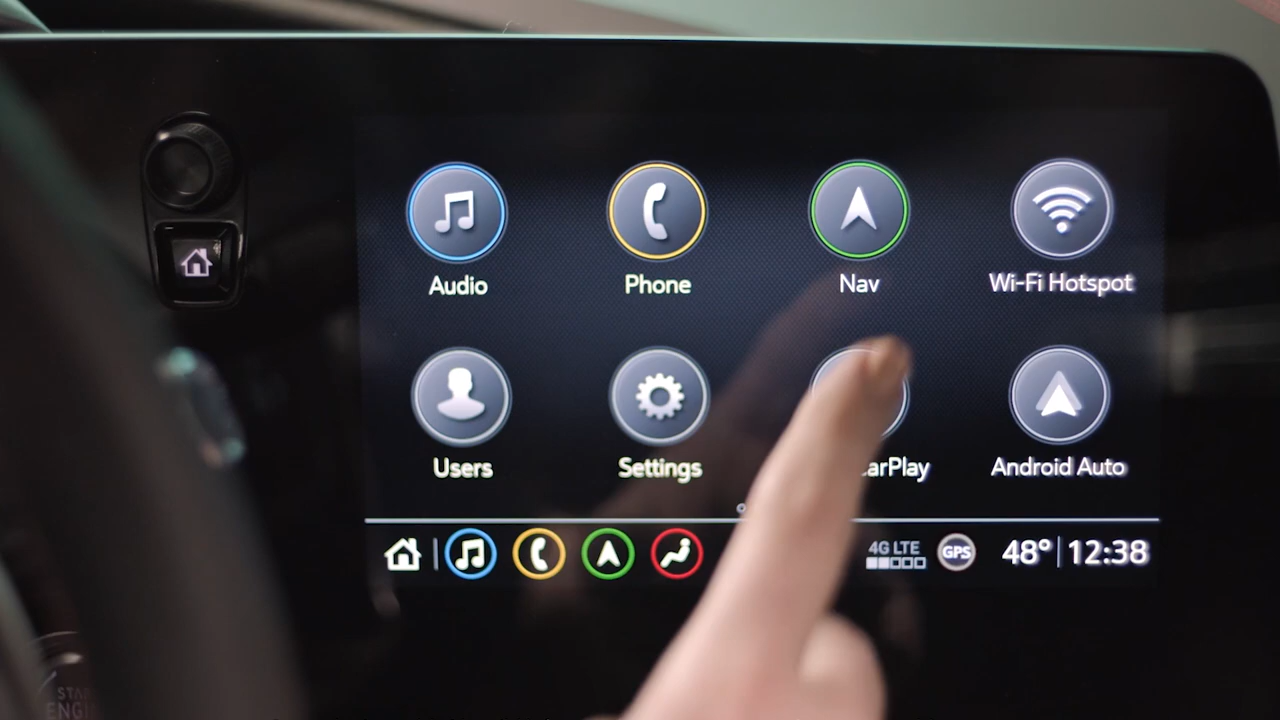 Audio Phone Nav Wi-Fi Hotspot
Users Settings arPlay Android Auto
4G LTE GPS 48° 12:38